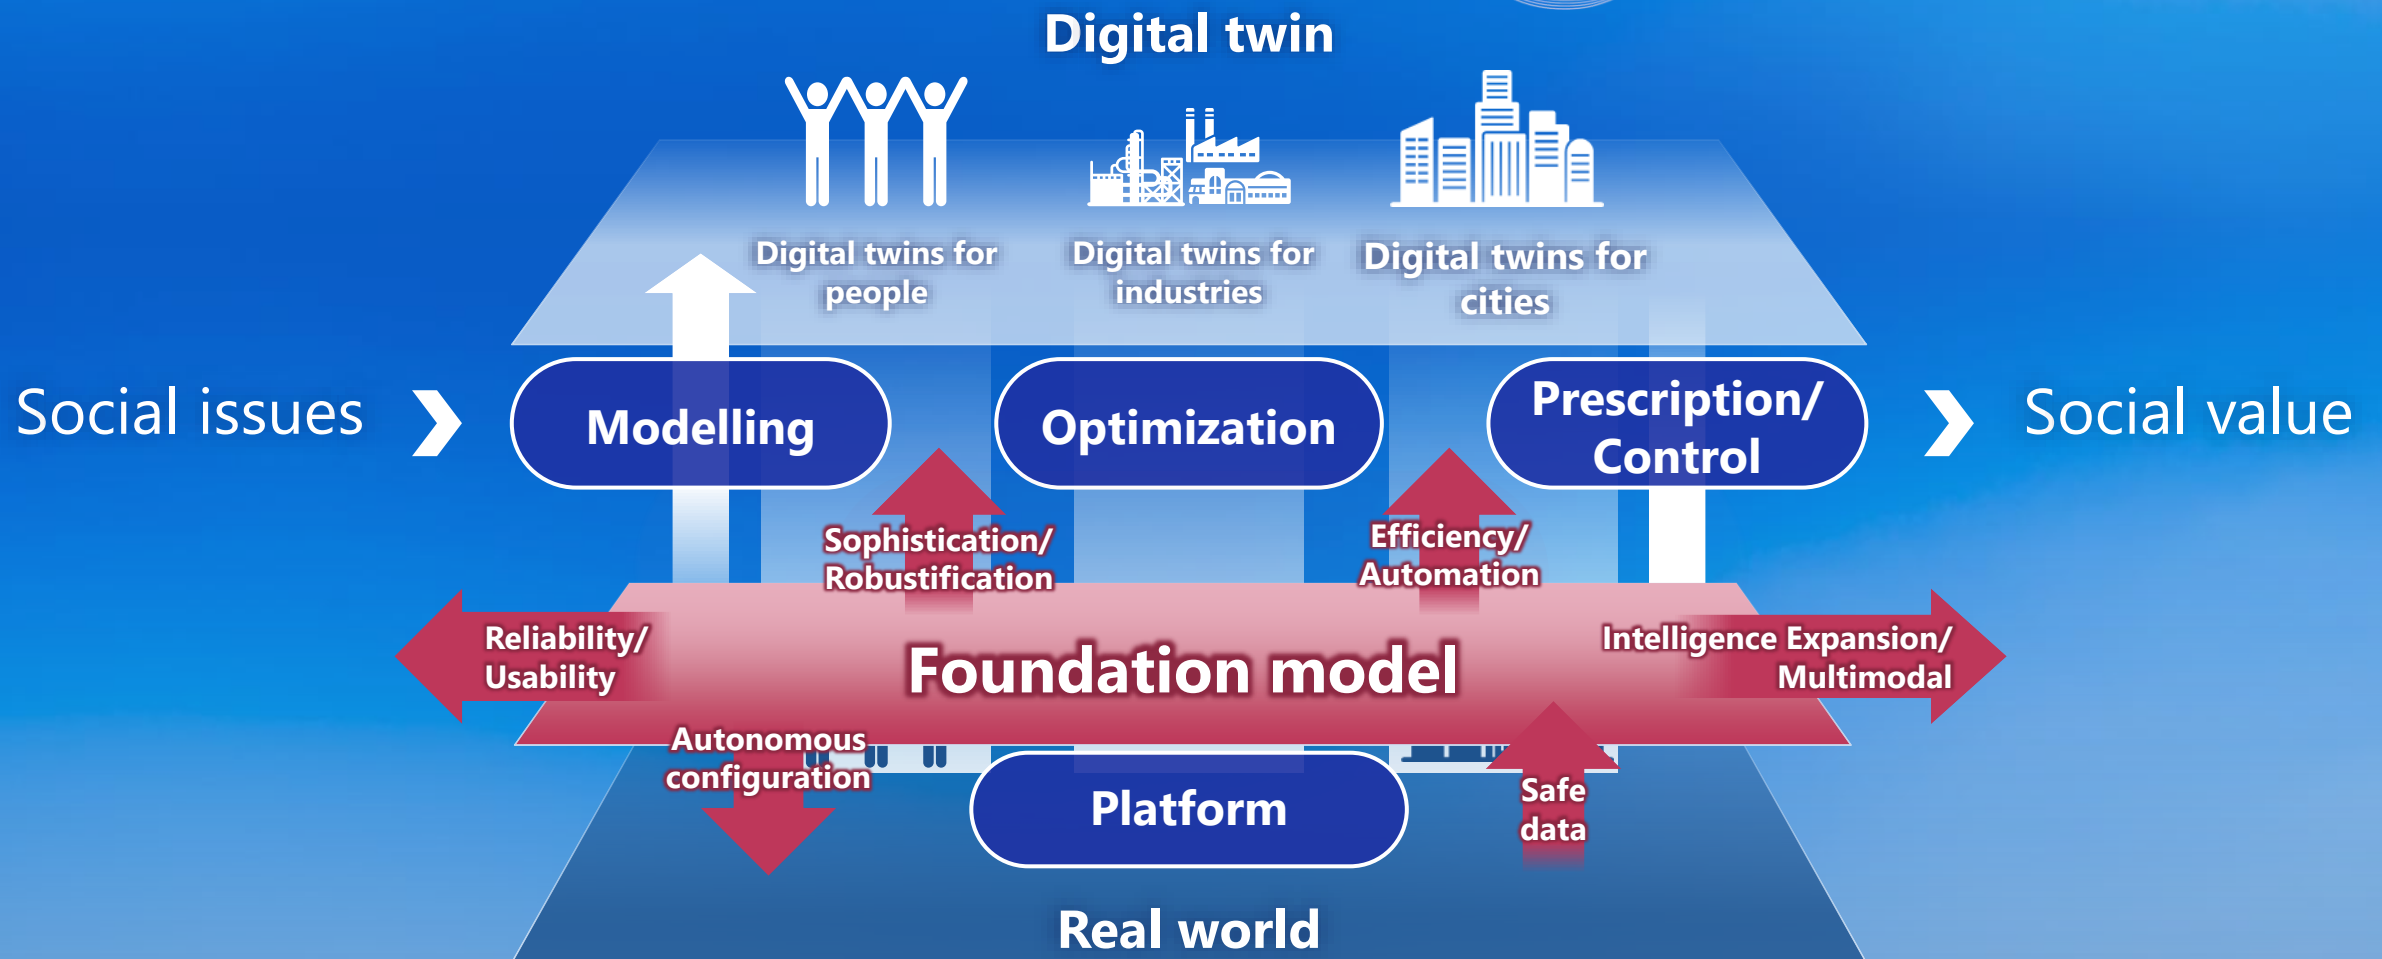 Digital twin
Digital twins for
people
Digital twins for
industries
Digital twins for
cities
Social issues
Modelling
Optimization
Prescription/
Control
Social value
Sophistication/
Robustification
Efficiency/
Automation
Reliability/
Usability
Foundation model
Intelligence Expansion/
Multimodal
Autonomous
configuration
Platform
Safe
data
Real world